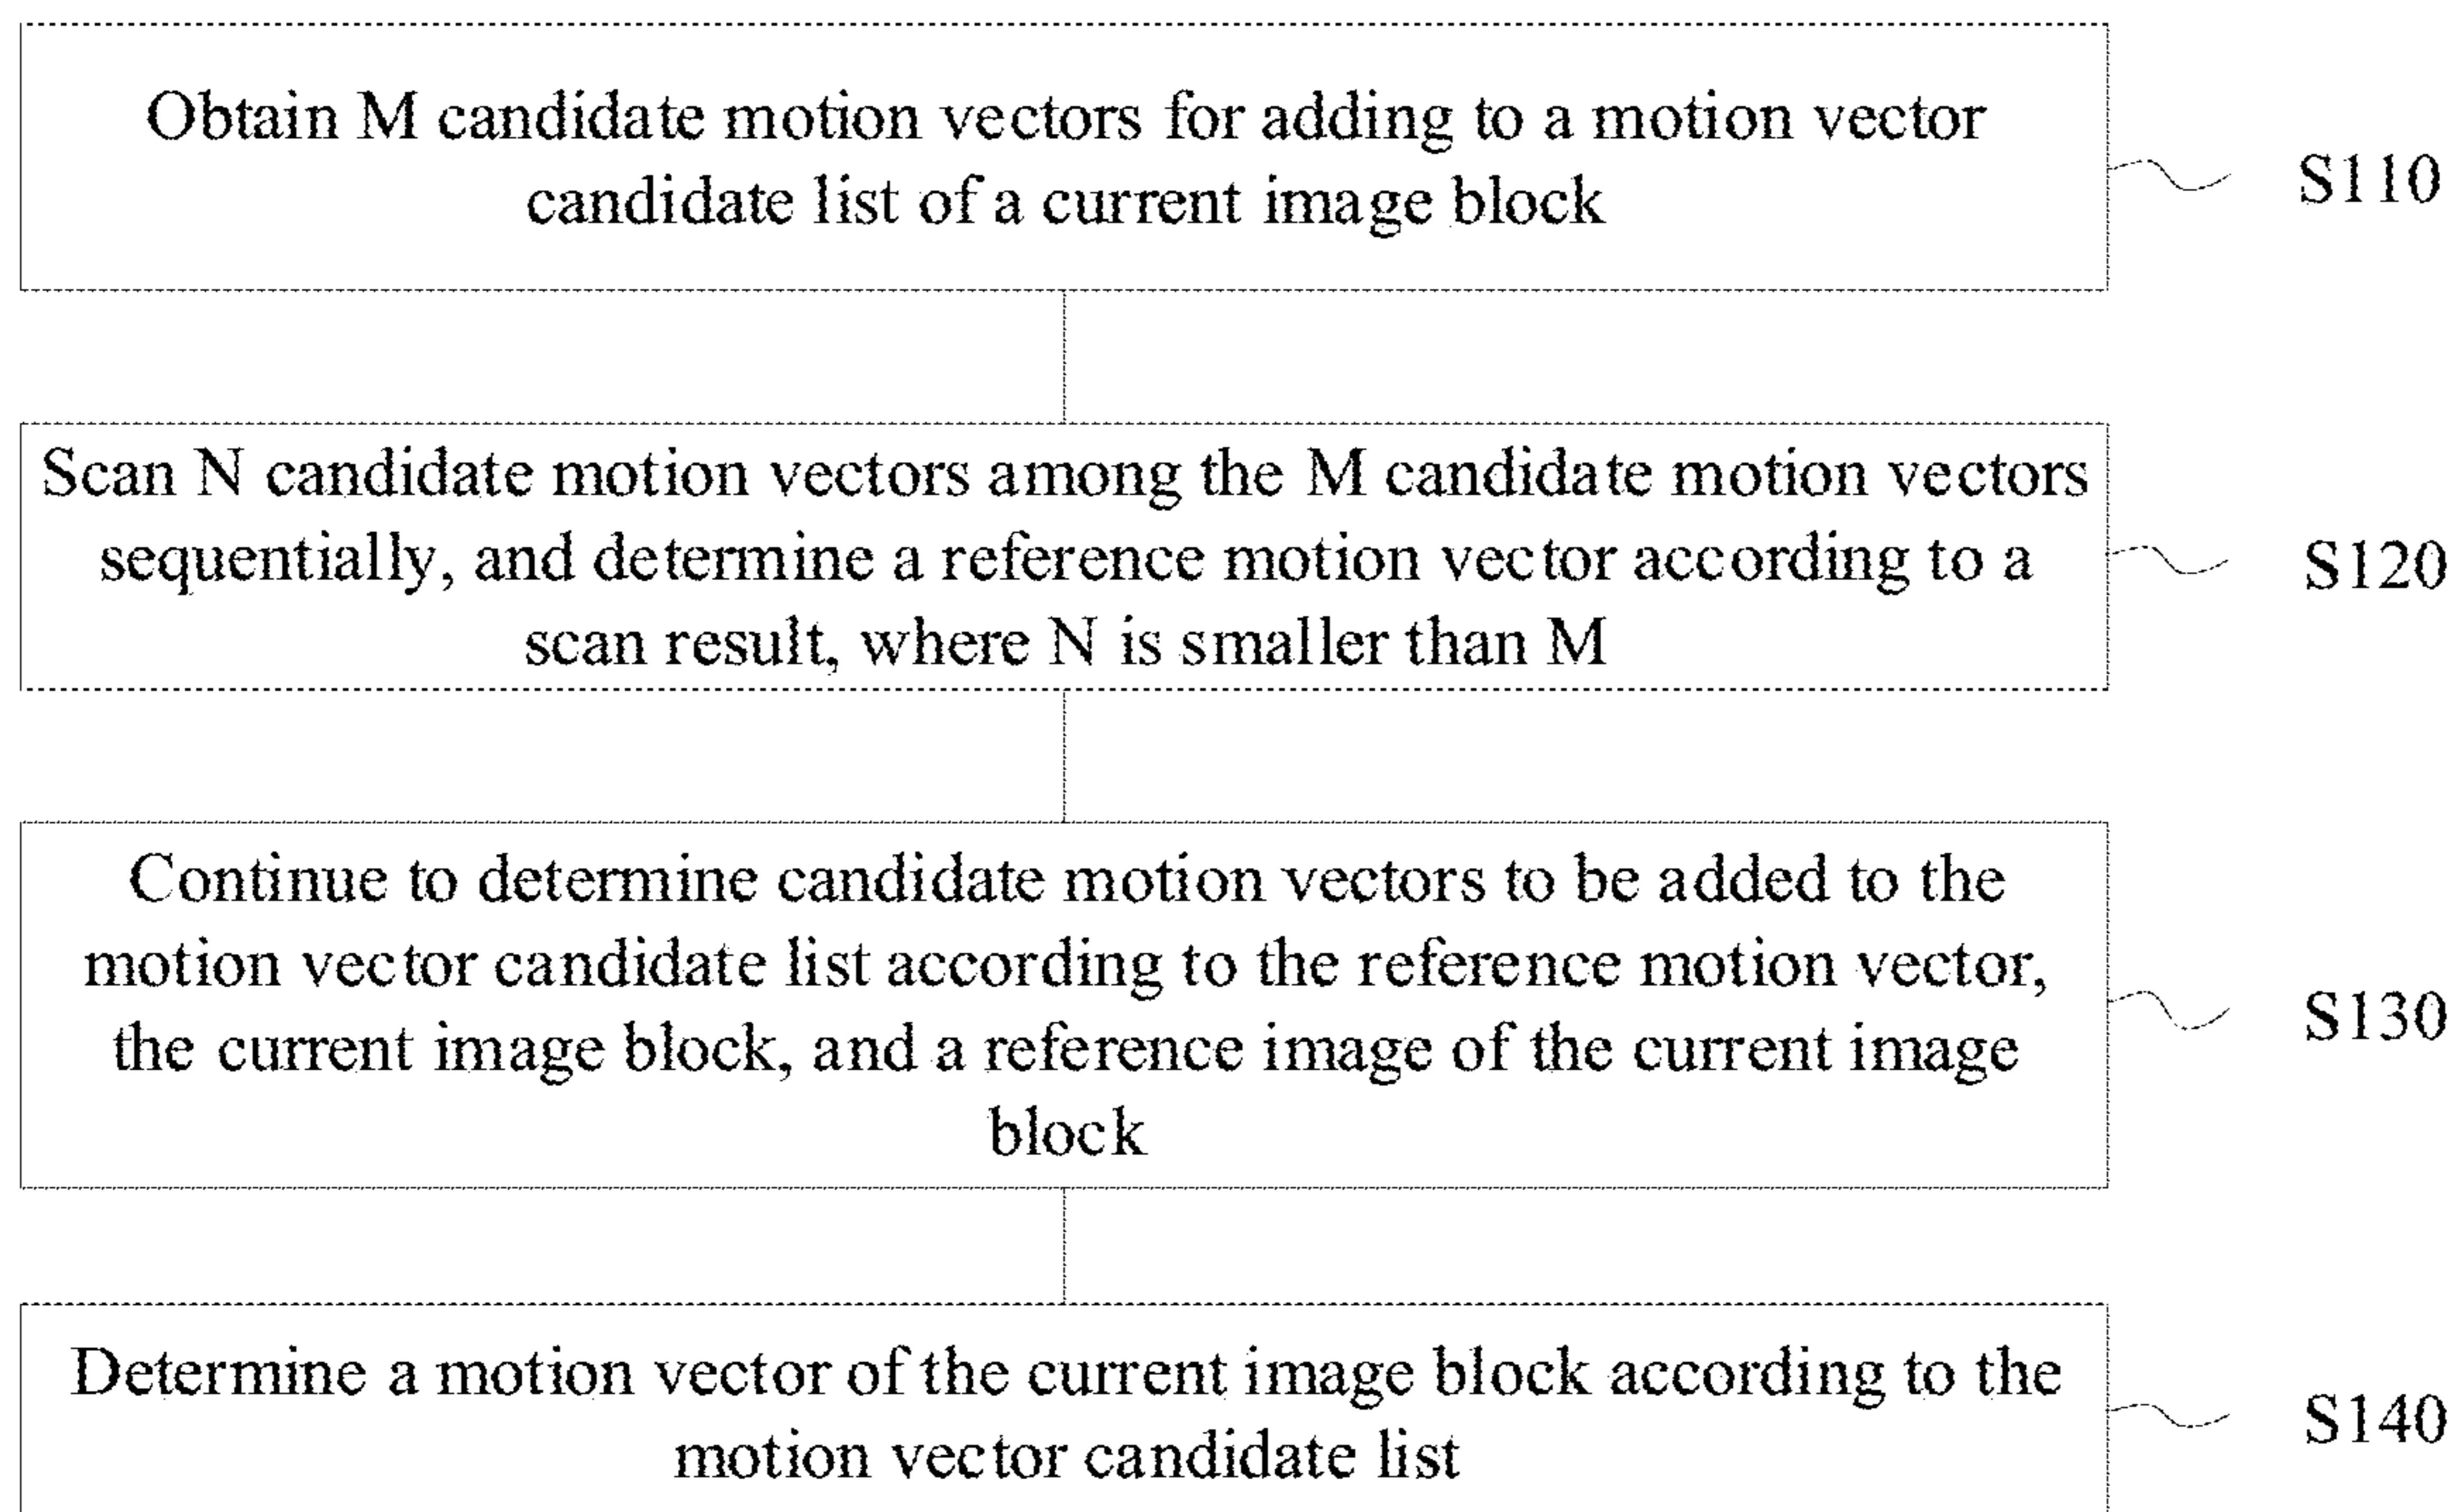 Obtain M candidate motion vectors for adding to a motion vector
candidate list of a current image block
S110
Scan N candidate motion vectors among the M candidate motion vectors
sequentially, and determine a reference motion vector according to a
scan result, where N is smaller than M
S120
Continue to determine candidate motion vectors to be added to the
motion vector candidate list according to the reference motion vector,
the current image block, and a reference image of the current image
block
S130
Determine a motion vector of the current image block according to the
motion vector candidate list
S140